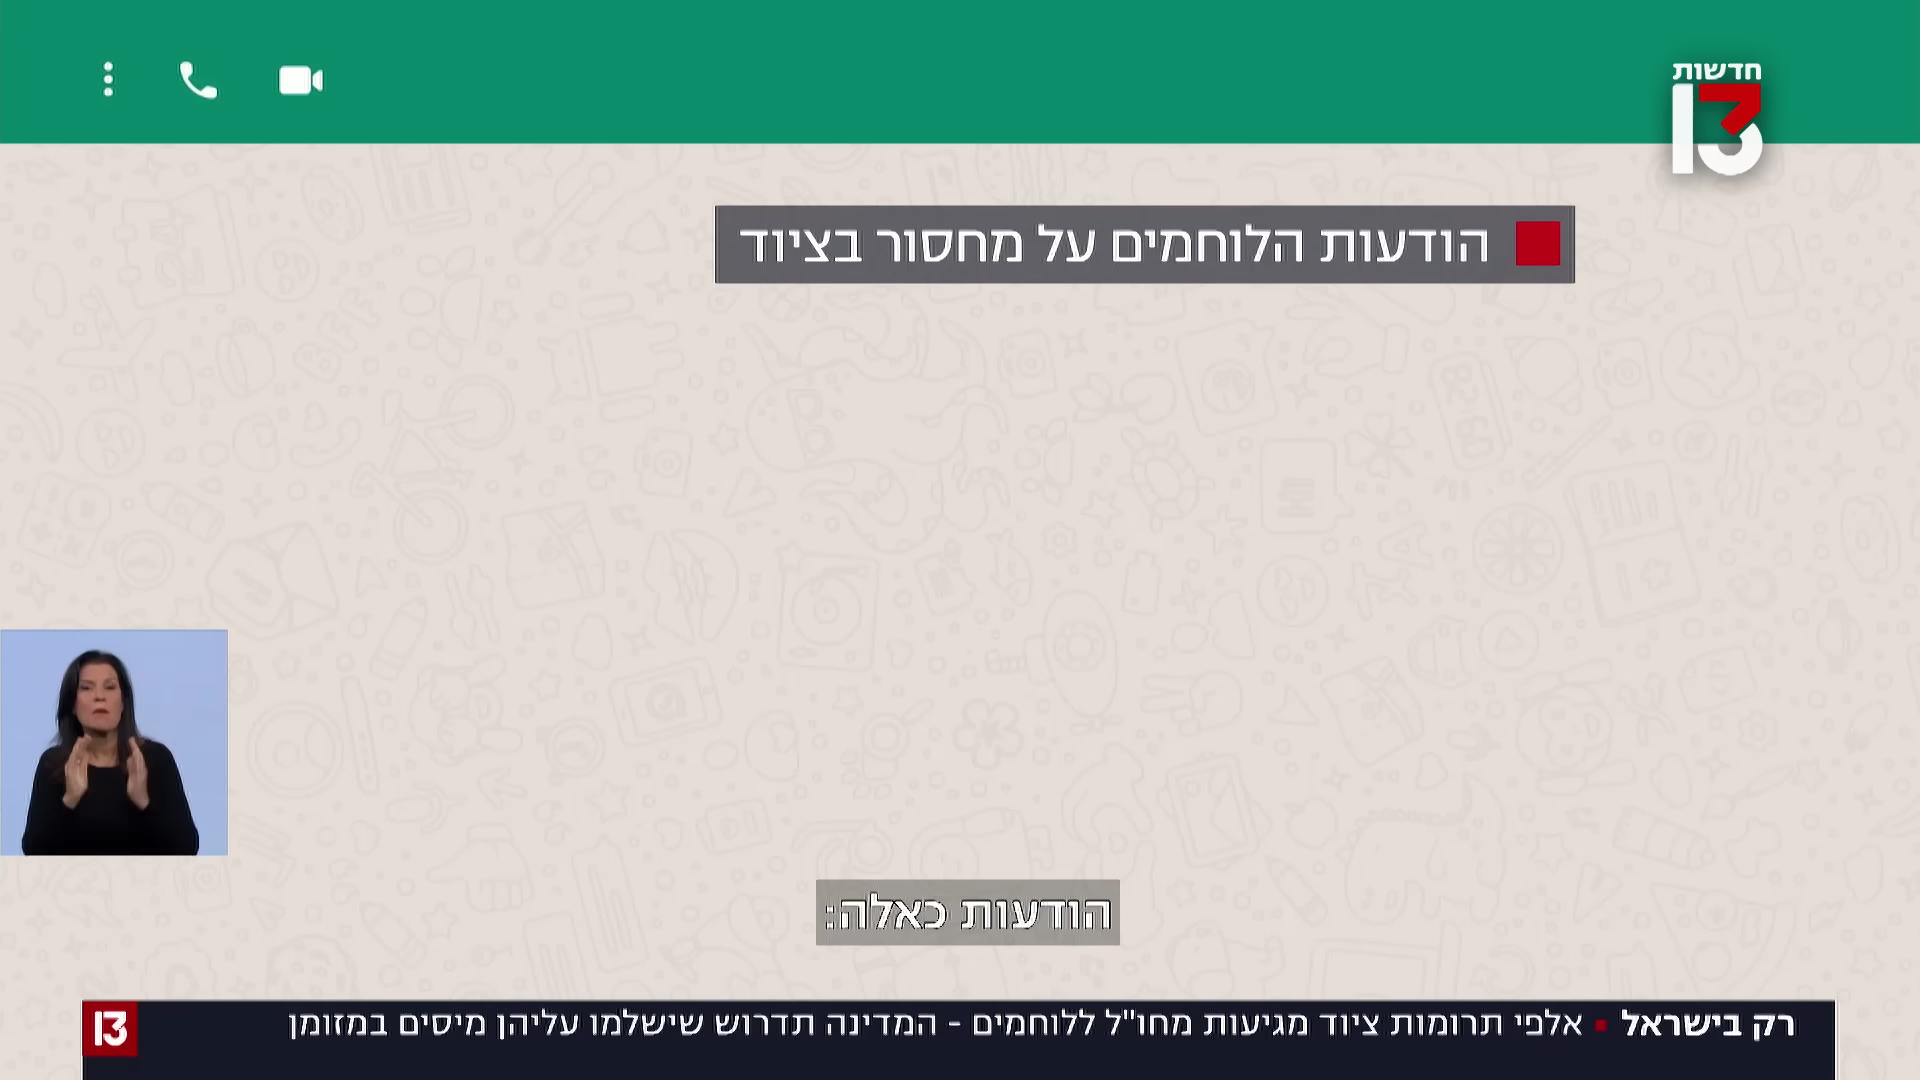 חדשות
13
הודעות הלוחמים על מחסור בציוד
הודעות כאלה:
רק בישראל ▪ אלפי תרומות ציוד מגיעות מחו"ל ללוחמים - המדינה תדרוש שישלמו עליהן מיסים במזומן
13